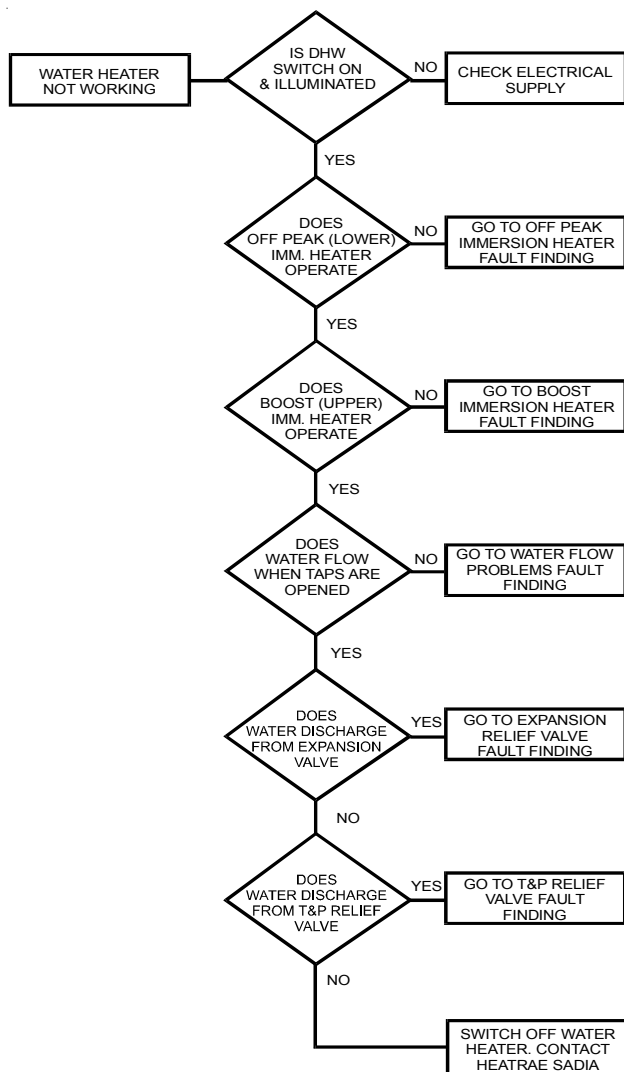 WATER HEATER
NOT WORKING
IS DHW
SWITCH ON
& ILLUMINATED
NO
CHECK ELECTRICAL
SUPPLY
YES
DOES
OFF PEAK (LOWER)
IMM. HEATER
OPERATE
NO
GO TO OFF PEAK
IMMERSION HEATER
FAULT FINDING
YES
DOES
BOOST (UPPER)
IMM. HEATER
OPERATE
NO
GO TO BOOST
IMMERSION HEATER
FAULT FINDING
YES
DOES
WATER FLOW
WHEN TAPS ARE
OPENED
NO
GO TO WATER FLOW
PROBLEMS FAULT
FINDING
YES
DOES
WATER DISCHARGE
FROM EXPANSION
VALVE
YES
GO TO EXPANSION
RELIEF VALVE
FAULT FINDING
NO
DOES
WATER DISCHARGE
FROM T&P RELIEF
VALVE
YES
GO TO T&P RELIEF
VALVE FAULT
FINDING
NO
SWITCH OFF WATER
HEATER. CONTACT
HEATRAE SADIA